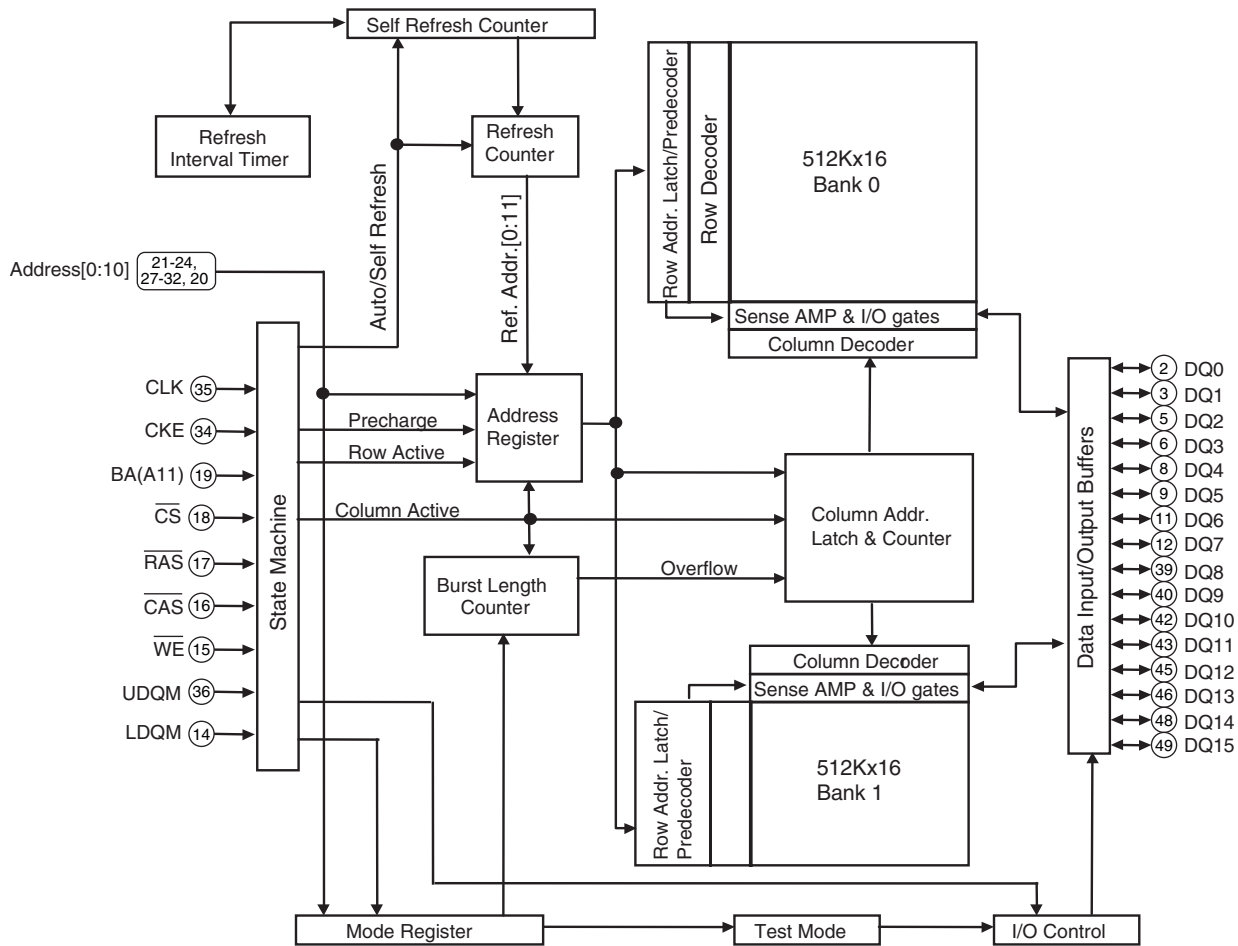 Self Refresh Counter
Refresh
Interval Timer
Refresh
Counter
Auto/Self Refresh
Ref. Addr.[0:11]
Address[0:10]
21-24,
27-32, 20
State Machine
CLK 35
CKE 34
BA(A11) 19
CS 18
RAS 17
CAS 16
WE 15
UDQM 36
LDQM 14
Precharge
Row Active
Column Active
Address
Register
Burst Length
Counter
Overflow
Row Addr. Latch/Predecoder
Row Decoder
512Kx16
Bank 0
Sense AMP & I/O gates
Column Decoder
Column Addr.
Latch & Counter
Column Decoder
Sense AMP & I/O gates
Row Addr. Latch/
Predecoder
512Kx16
Bank 1
Data Input/Output Buffers
2 DQ0
3 DQ1
5 DQ2
6 DQ3
8 DQ4
9 DQ5
11 DQ6
12 DQ7
39 DQ8
40 DQ9
42 DQ10
43 DQ11
45 DQ12
46 DQ13
48 DQ14
49 DQ15
Mode Register
Test Mode
I/O Control